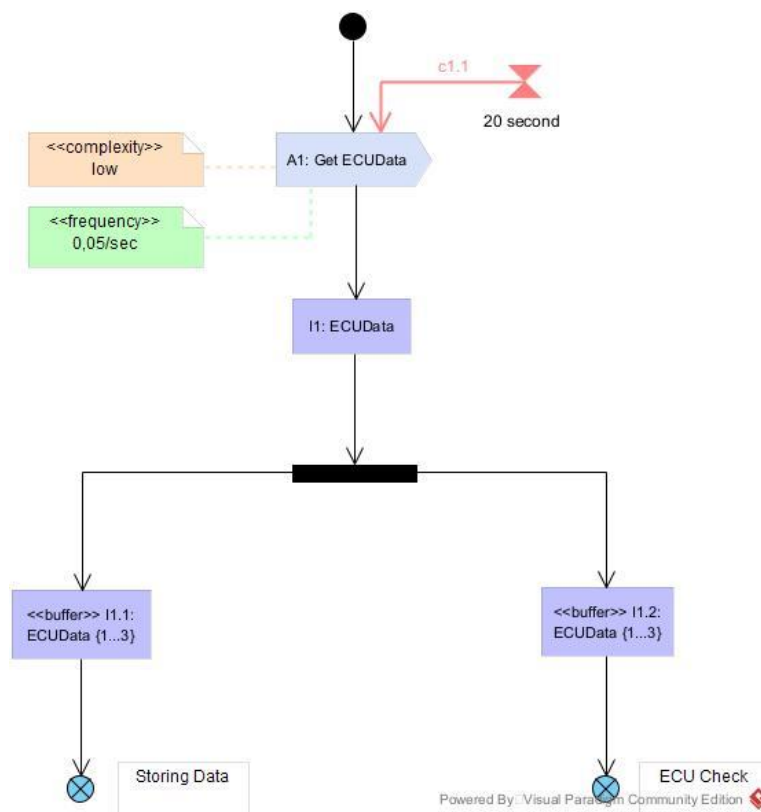 c1.1
20 second
<<complexity>>
low
A1: Get ECUData
<<frequency>>
0,05/sec
I1: ECUData
<<buffer>> I1.1:
ECUData {1...3}
<<buffer>> I1.2:
ECUData {1...3}
Storing Data
ECU Check
Powered By Visual Paradigm Community Edition